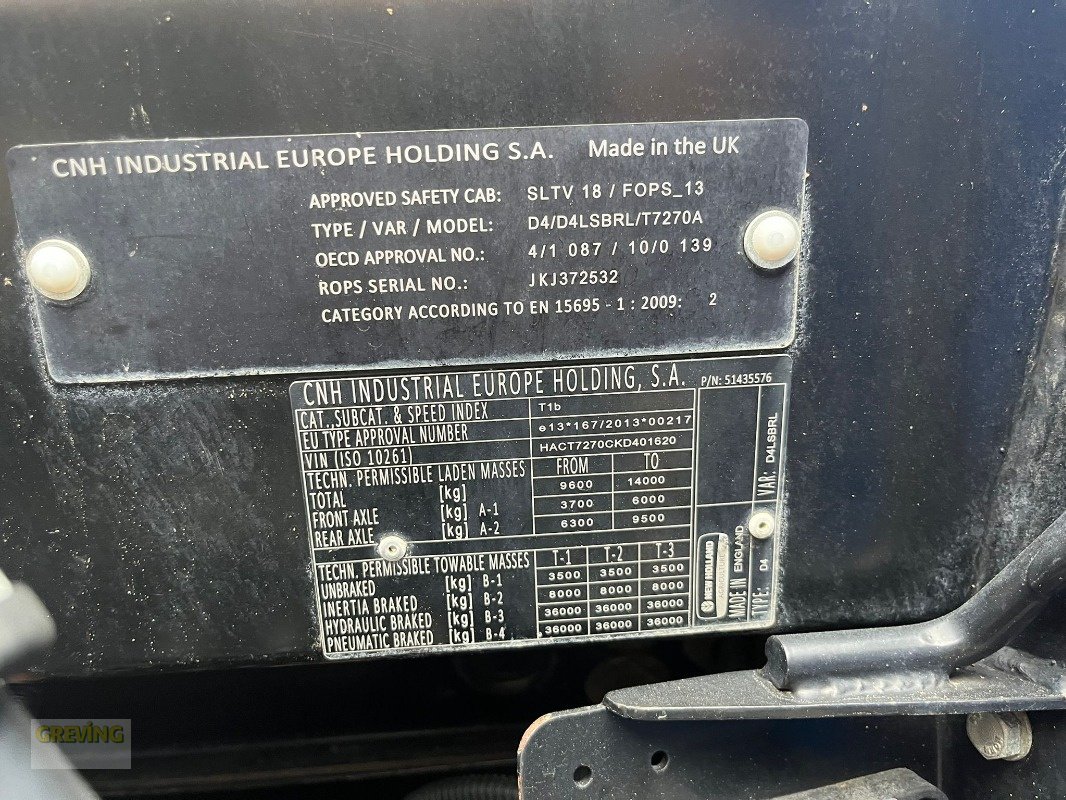 CNH INDUSTRIAL EUROPE HOLDING S.A. Made in the UK
APPROVED SAFETY CAB: SLTV 18 / FOPS_13
TYPE / VAR / MODEL: D4/D4LSBRL/T7270A
OECD APPROVAL NO.: 4/1 087 / 10/0 139
ROPS SERIAL NO.: JKJ372532
CATEGORY ACCORDING TO EN 15695 - 1 : 2009: 2
CNH INDUSTRIAL EUROPE HOLDING, S.A. P/N: 51435576
CAT.,SUBCAT. & SPEED INDEX T1b
EU TYPE APPROVAL NUMBER e13*167/2013*00217
VIN (ISO 10261) HACT7270CKD401620
TECHN. PERMISSIBLE LADEN MASSES FROM TO
TOTAL [kg] 9600 14000
FRONT AXLE [kg] A-1 3700 6000
REAR AXLE [kg] A-2 6300 9500
TECHN. PERMISSIBLE TOWABLE MASSES T-1 T-2 T-3
UNBRAKED [kg] B-1 3500 3500 3500
INERTIA BRAKED [kg] B-2 8000 8000 8000
HYDRAULIC BRAKED [kg] B-3 36000 36000 36000
PNEUMATIC BRAKED [kg] B-4 36000 36000 36000
NEW HOLLAND
AGRICULTURE
MADE IN ENGLAND
TYPE: D4
VAR: D4LSBRL
GREVING